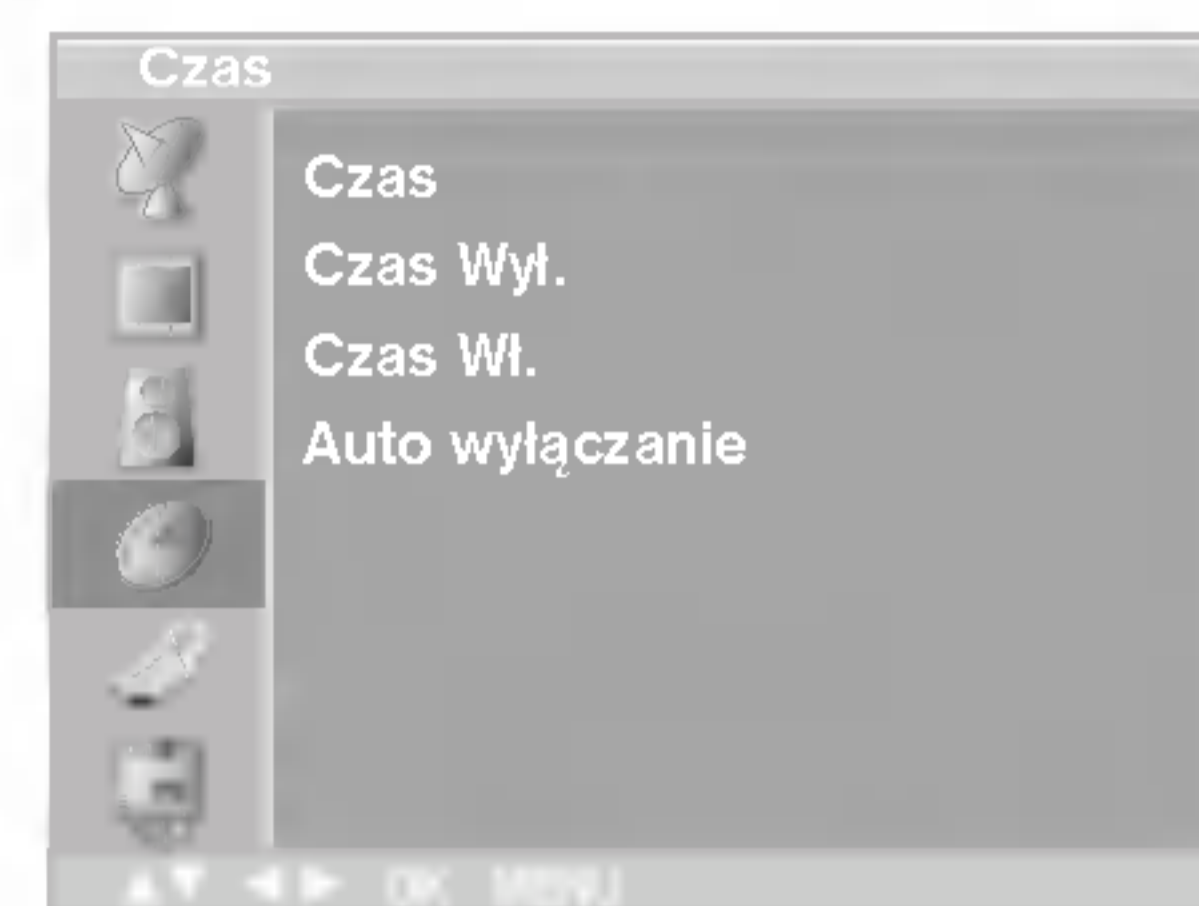 Czas
Czas
Czas Wył.
Czas Wł.
Auto wyłączanie
▲▼ ◀▶ OK MENU